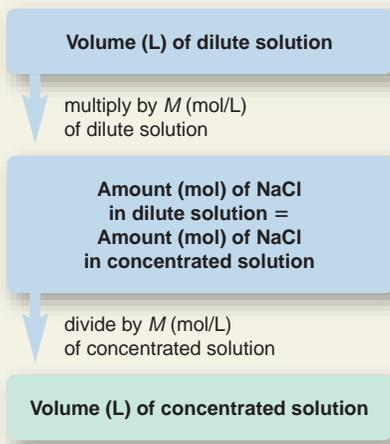 Volume (L) of dilute solution
multiply by M (mol/L)
of dilute solution
Amount (mol) of NaCl
in dilute solution =
Amount (mol) of NaCl
in concentrated solution
divide by M (mol/L)
of concentrated solution
Volume (L) of concentrated solution